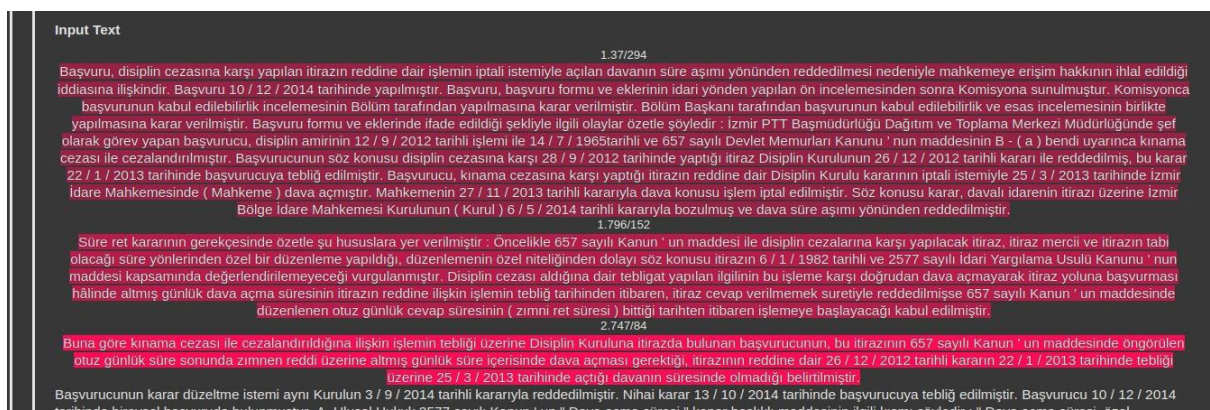 Input Text
1.37/294
Başvuru, disiplin cezasına karşı yapılan itirazın reddine dair işlemin iptali istemiyle açılan davanın süre aşımı yönünden reddedilmesi nedeniyle mahkemeye erişim hakkının ihlal edildiği
iddiasına ilişkindir. Başvuru 10 / 12 / 2014 tarihinde yapılmıştır. Başvuru, başvuru formu ve eklerinin idari yönden yapılan ön incelemesinden sonra Komisyona sunulmuştur. Komisyonca
başvurunun kabul edilebilirlik incelemesinin Bölüm tarafından yapılmasına karar verilmiştir. Bölüm Başkanı tarafından başvurunun kabul edilebilirlik ve esas incelemesinin birlikte
yapılmasına karar verilmiştir. Başvuru formu ve eklerinde ifade edildiği şekliyle ilgili olaylar özetle şöyledir : İzmir PTT Başmüdürlüğü Dağıtım ve Toplama Merkezi Müdürlüğünde şef
olarak görev yapan başvurucu, disiplin amirinin 12 / 9 / 2012 tarihli işlemi ile 14 / 7 / 1965tarihli ve 657 sayılı Devlet Memurları Kanunu ' nun maddesinin B - ( a ) bendi uyarınca kınama
cezası ile cezalandırılmıştır. Başvurucunun söz konusu disiplin cezasına karşı 28 / 9 / 2012 tarihinde yaptığı itiraz Disiplin Kurulunun 26 / 12 / 2012 tarihli kararı ile reddedilmiş, bu karar
22 / 1 / 2013 tarihinde başvurucuya tebliğ edilmiştir. Başvurucu, kınama cezasına karşı yaptığı itirazın reddine dair Disiplin Kurulu kararının iptali istemiyle 25 / 3 / 2013 tarihinde İzmir
İdare Mahkemesinde ( Mahkeme ) dava açmıştır. Mahkemenin 27 / 11 / 2013 tarihli kararıyla dava konusu işlem iptal edilmiştir. Söz konusu karar, davalı idarenin itirazı üzerine İzmir
Bölge İdare Mahkemesi Kurulunun ( Kurul ) 6 / 5 / 2014 tarihli kararıyla bozulmuş ve dava süre aşımı yönünden reddedilmiştir.
1.796/152
Süre ret kararının gerekçesinde özetle şu hususlara yer verilmiştir : Öncelikle 657 sayılı Kanun ' un maddesi ile disiplin cezalarına karşı yapılacak itiraz, itiraz mercii ve itirazın tabi
olacağı süre yönlerinden özel bir düzenleme yapıldığı, düzenlemenin özel niteliğinden dolayı söz konusu itirazın 6 / 1 / 1982 tarihli ve 2577 sayılı İdari Yargılama Usulü Kanunu ' nun
maddesi kapsamında değerlendirilemeyeceği vurgulanmıştır. Disiplin cezası aldığına dair tebligat yapılan ilgilinin bu işleme karşı doğrudan dava açmayarak itiraz yoluna başvurması
hâlinde altmış günlük dava açma süresinin itirazın reddine ilişkin işlemin tebliğ tarihinden itibaren, itiraz cevap verilmemek suretiyle reddedilmişse 657 sayılı Kanun ' un maddesinde
düzenlenen otuz günlük cevap süresinin ( zımni ret süresi ) bittiği tarihten itibaren işlemeye başlayacağı kabul edilmiştir.
2.747/84
Buna göre kınama cezası ile cezalandırıldığına ilişkin işlemin tebliği üzerine Disiplin Kuruluna itirazda bulunan başvurucunun, bu itirazının 657 sayılı Kanun ' un maddesinde öngörülen
otuz günlük süre sonunda zımnen reddi üzerine altmış günlük süre içerisinde dava açması gerektiği, itirazının reddine dair 26 / 12 / 2012 tarihli kararın 22 / 1 / 2013 tarihinde tebliği
üzerine 25 / 3 / 2013 tarihinde açtığı davanın süresinde olmadığı belirtilmiştir.
Başvurucunun karar düzeltme istemi aynı Kurulun 3 / 9 / 2014 tarihli kararıyla reddedilmiştir. Nihai karar 13 / 10 / 2014 tarihinde başvurucuya tebliğ edilmiştir. Başvurucu 10 / 12 / 2014